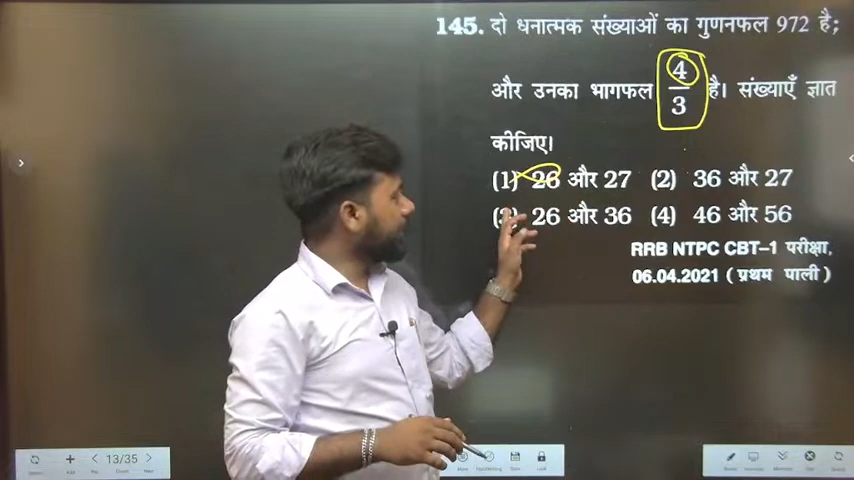 145. दो धनात्मक संख्याओं का गुणनफल 972 है;
और उनका भागफल 4/3 है। संख्याएँ ज्ञात
कीजिए।
(1) 26 और 27 (2) 36 और 27
(3) 26 और 36 (4) 46 और 56
RRB NTPC CBT–1 परीक्षा,
06.04.2021 (प्रथम पाली)
13/35